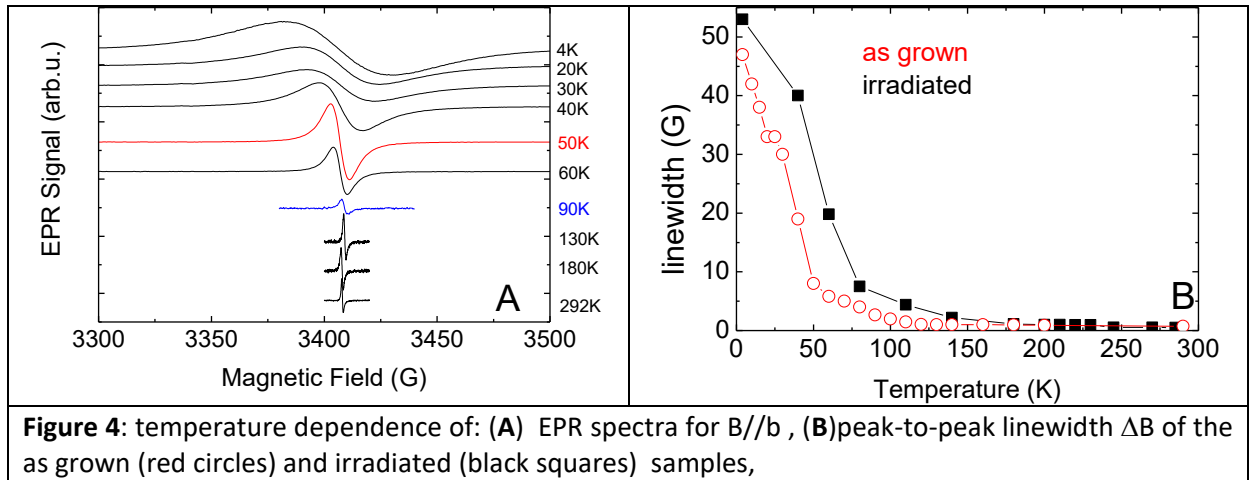 EPR Signal (arb.u.)
4K
20K
30K
40K
50K
60K
90K
130K
180K
292K
A
3300 3350 3400 3450 3500
Magnetic Field (G)
linewidth (G)
50
40
30
20
10
0
as grown
irradiated
B
0 50 100 150 200 250 300
Temperature (K)
Figure 4: temperature dependence of: (A) EPR spectra for B//b , (B)peak-to-peak linewidth ΔB of the
as grown (red circles) and irradiated (black squares) samples,